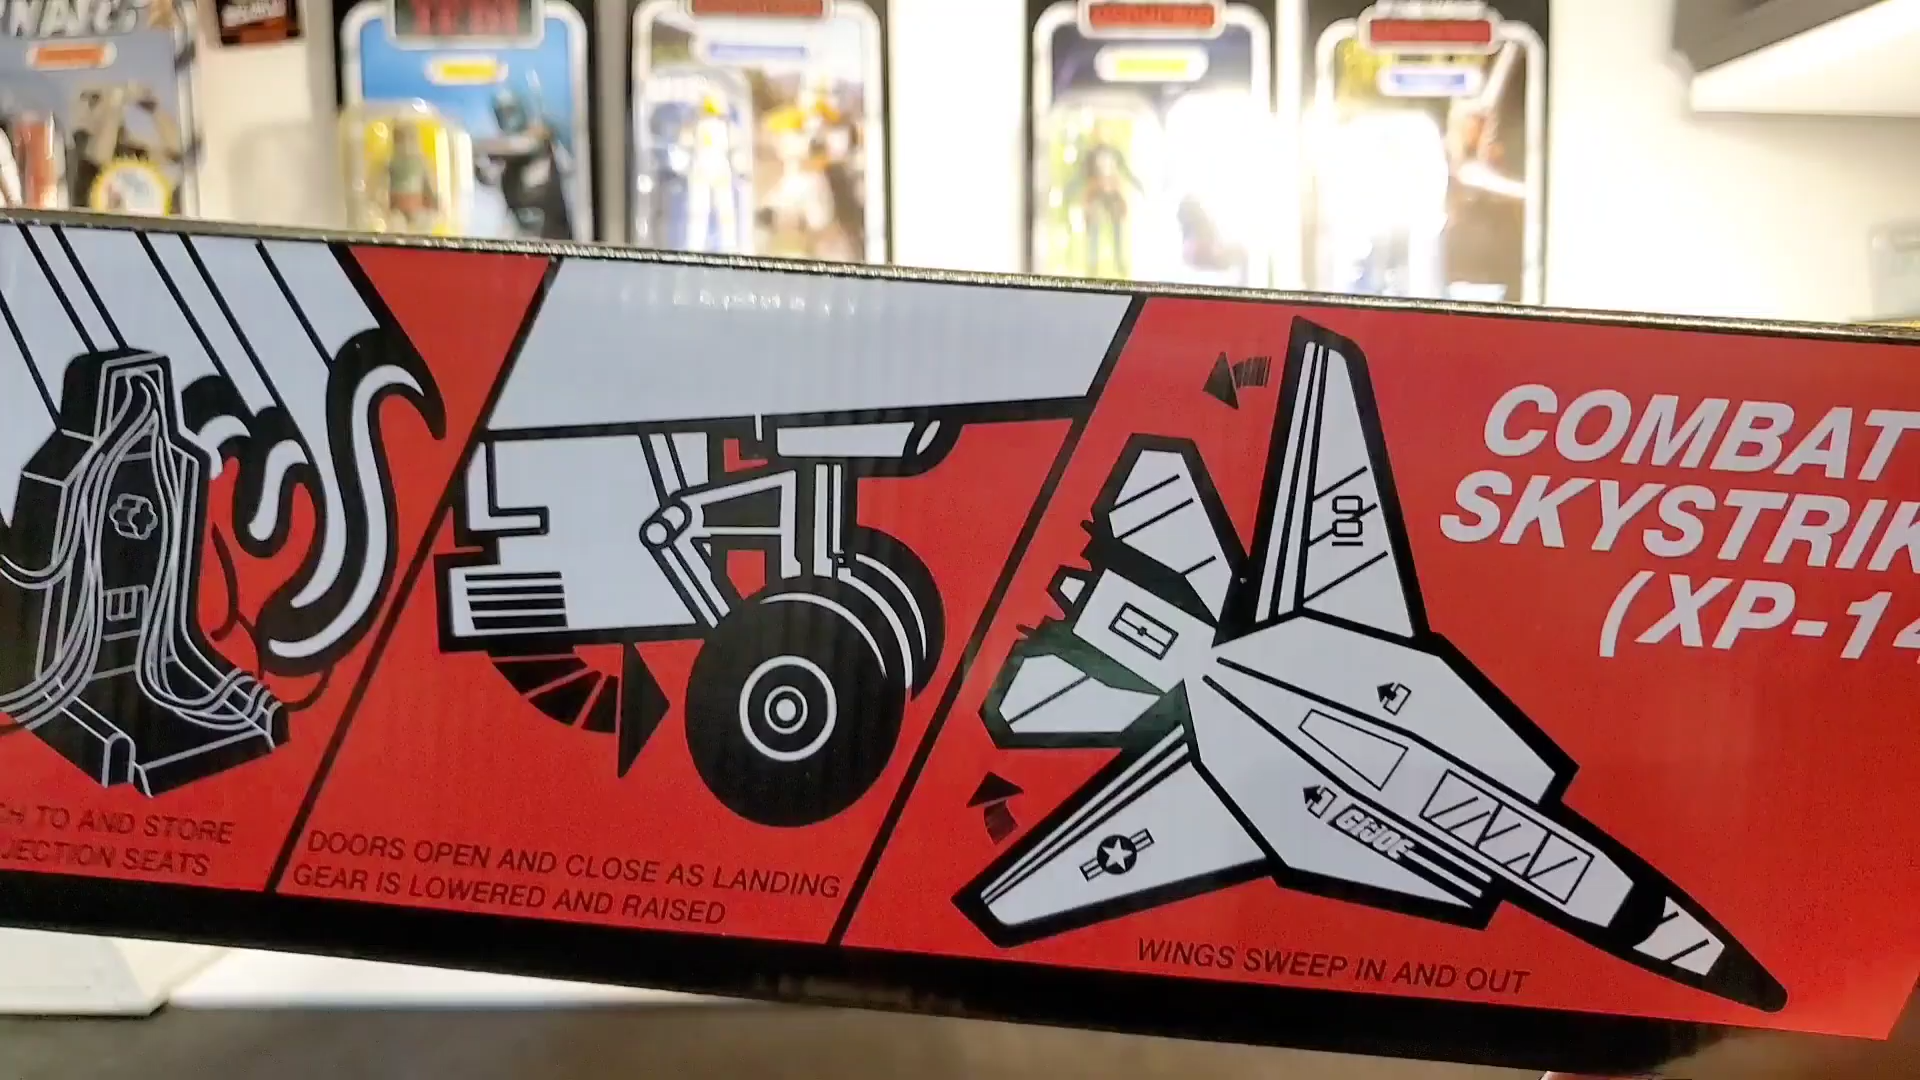 TO AND STORE
JECTION SEATS
DOORS OPEN AND CLOSE AS LANDING
GEAR IS LOWERED AND RAISED
WINGS SWEEP IN AND OUT
100
GI JOE
COMBAT
SKYSTRIK
(XP-14